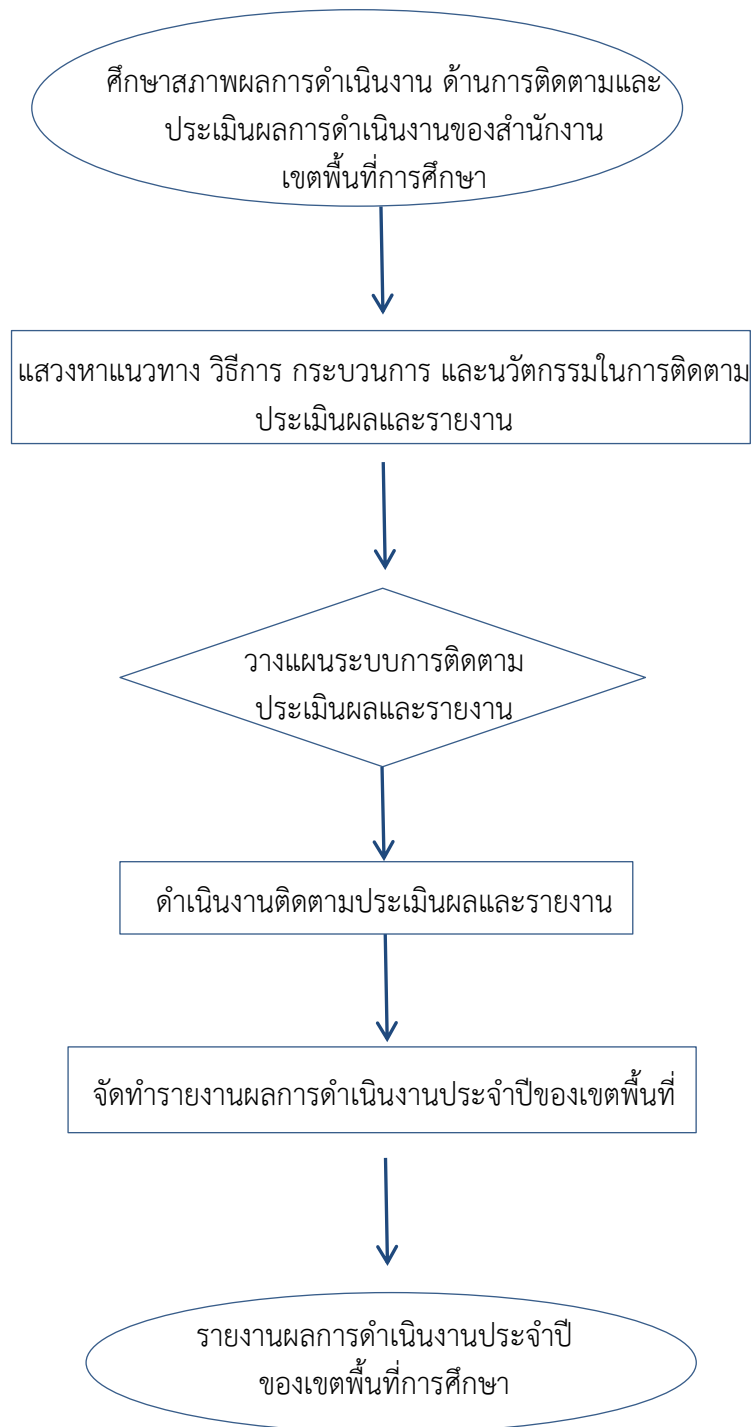 ศึกษาสภาพผลการดำเนินงาน ด้านการติดตามและ
ประเมินผลการดำเนินงานของสำนักงาน
เขตพื้นที่การศึกษา
แสวงหาแนวทาง วิธีการ กระบวนการ และนวัตกรรมในการติดตาม
ประเมินผลและรายงาน
วางแผนระบบการติดตาม
ประเมินผลและรายงาน
ดำเนินงานติดตามประเมินผลและรายงาน
จัดทำรายงานผลการดำเนินงานประจำปีของเขตพื้นที่
รายงานผลการดำเนินงานประจำปี
ของเขตพื้นที่การศึกษา